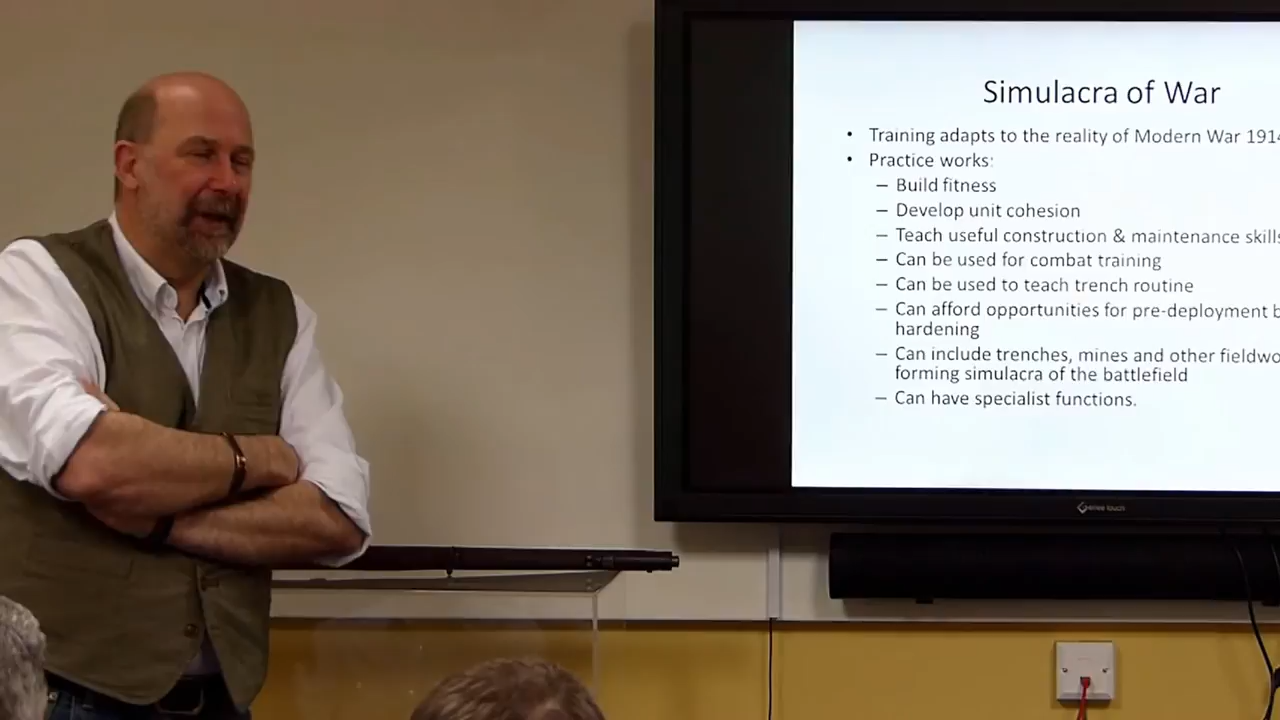 Simulacra of War
• Training adapts to the reality of Modern War 1914
• Practice works:
– Build fitness
– Develop unit cohesion
– Teach useful construction & maintenance skills
– Can be used for combat training
– Can be used to teach trench routine
– Can afford opportunities for pre-deployment b
hardening
– Can include trenches, mines and other fieldwo
forming simulacra of the battlefield
– Can have specialist functions.